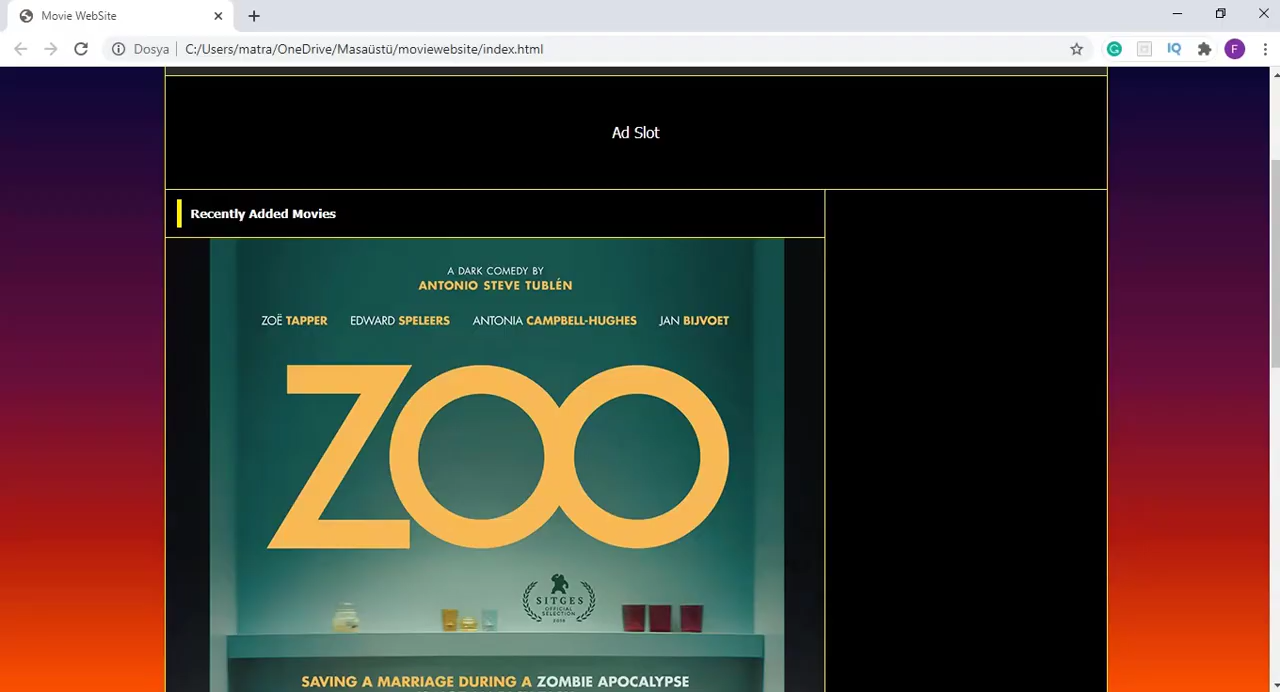 Movie WebSite
Dosya
C:/Users/matra/OneDrive/Masaüstü/moviewebsite/index.html
IQ
F
Ad Slot
Recently Added Movies
A DARK COMEDY BY
ANTONIO STEVE TUBLÉN
ZOË TAPPER EDWARD SPELEERS ANTONIA CAMPBELL-HUGHES JAN BIJVOET
ZOO
SITGES
OFFICIAL
SELECTION
2018
SAVING A MARRIAGE DURING A ZOMBIE APOCALYPSE